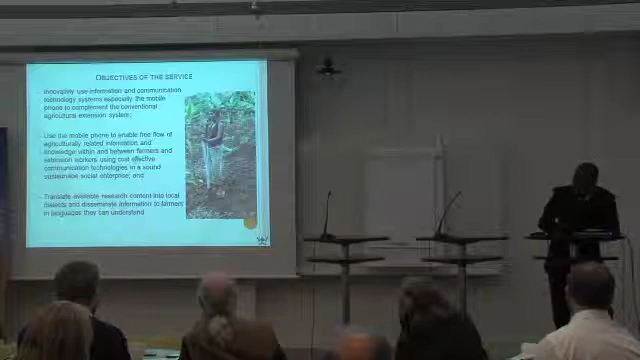 OBJECTIVES OF THE SERVICE
Innovatively use information and communication
technology systems especially the mobile
phone to complement the conventional
agricultural extension system;
Use the mobile phone to enable free flow of
agriculturally related information and
knowledge within and between farmers and
extension workers using cost effective
communication technologies in a sound
sustainable social enterprise; and
Translate available research content into local
dialects and disseminate information to farmers
in languages they can understand